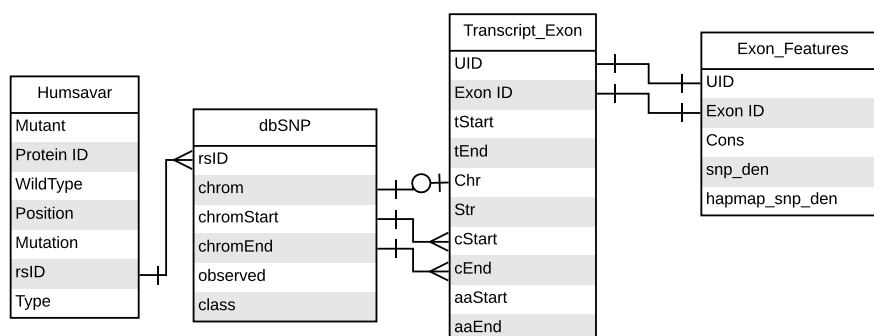 Humsavar
Mutant
Protein ID
WildType
Position
Mutation
rsID
Type
dbSNP
rsID
chrom
chromStart
chromEnd
observed
class
Transcript_Exon
UID
Exon ID
tStart
tEnd
Chr
Str
cStart
cEnd
aaStart
aaEnd
Exon_Features
UID
Exon ID
Cons
snp_den
hapmap_snp_den